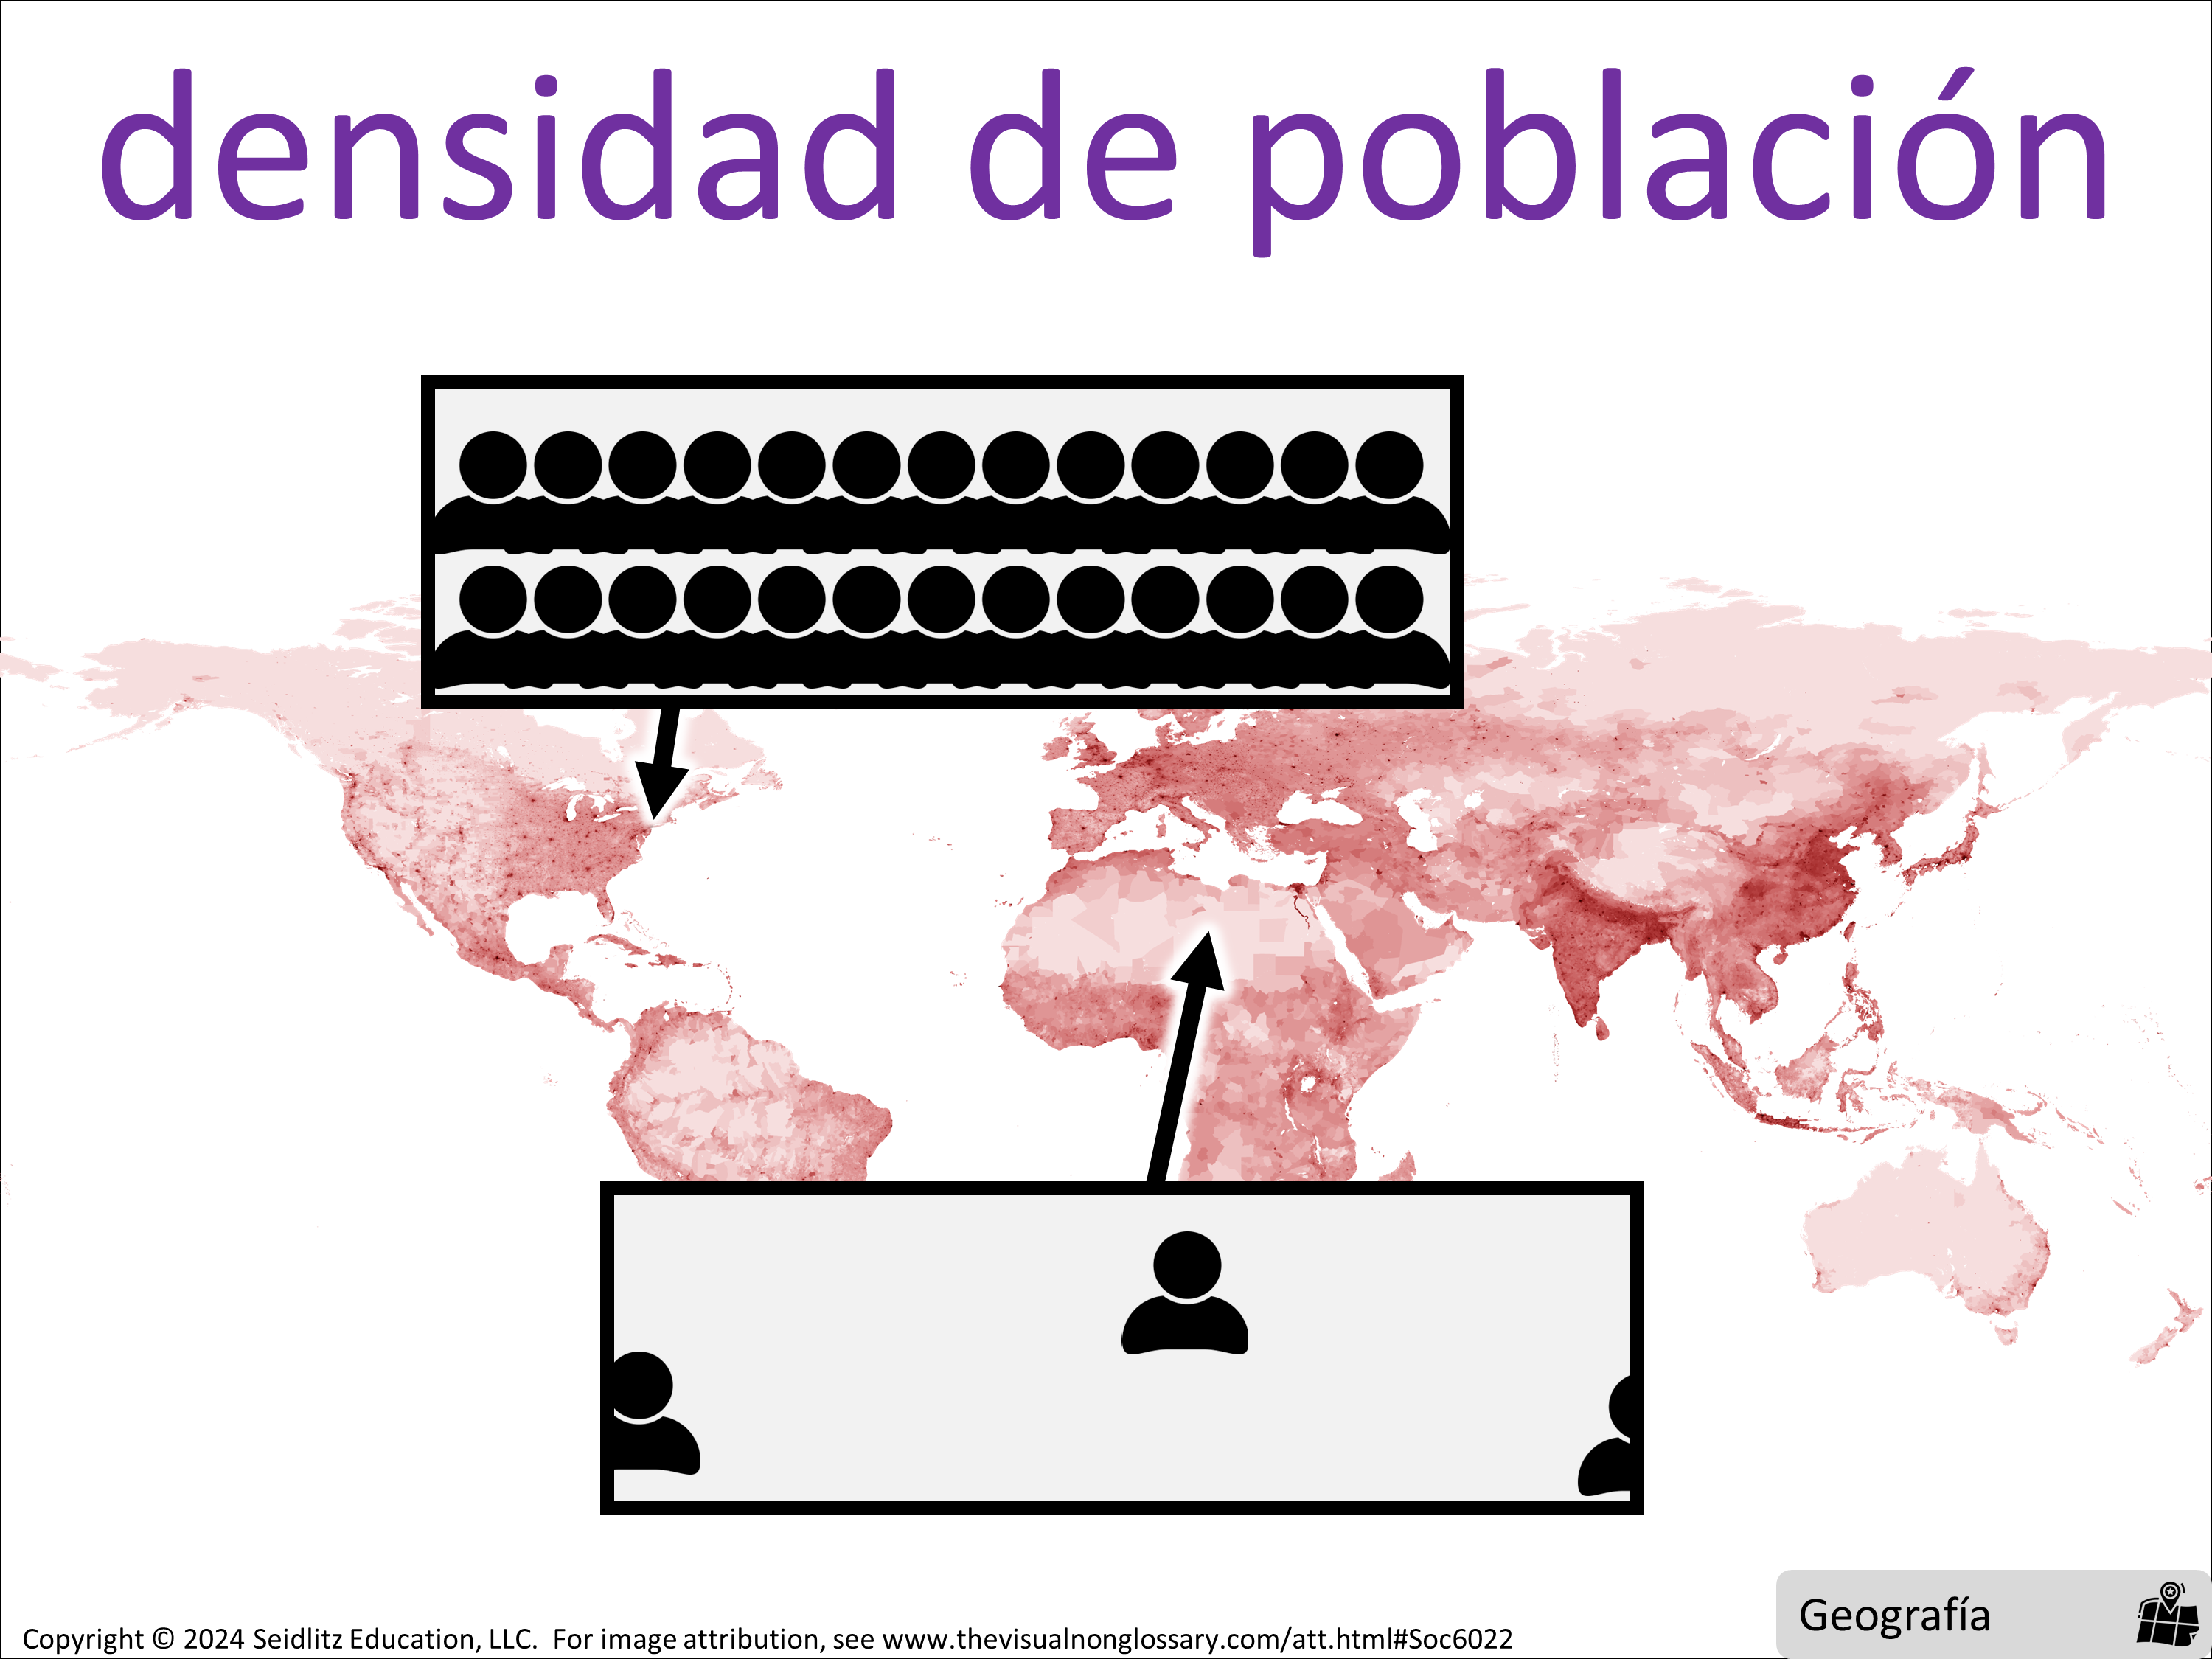 densidad de población
Geografía
Copyright © 2024 Seidlitz Education, LLC.  For image attribution, see www.thevisualnonglossary.com/att.html#Soc6022